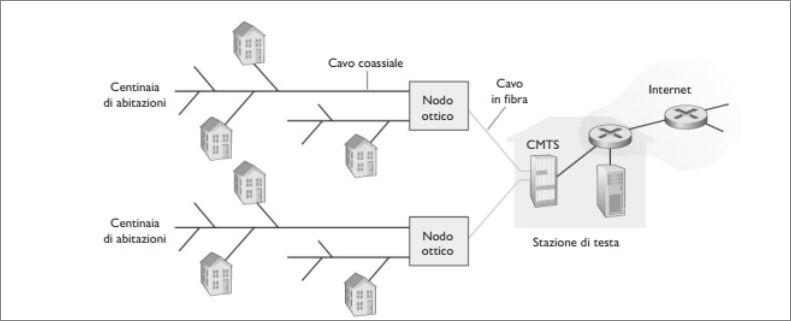 Cavo coassiale
Centinaia
di abitazioni
Nodo
ottico
Cavo
in fibra
Internet
CMTS
Centinaia
di abitazioni
Nodo
ottico
Stazione di testa